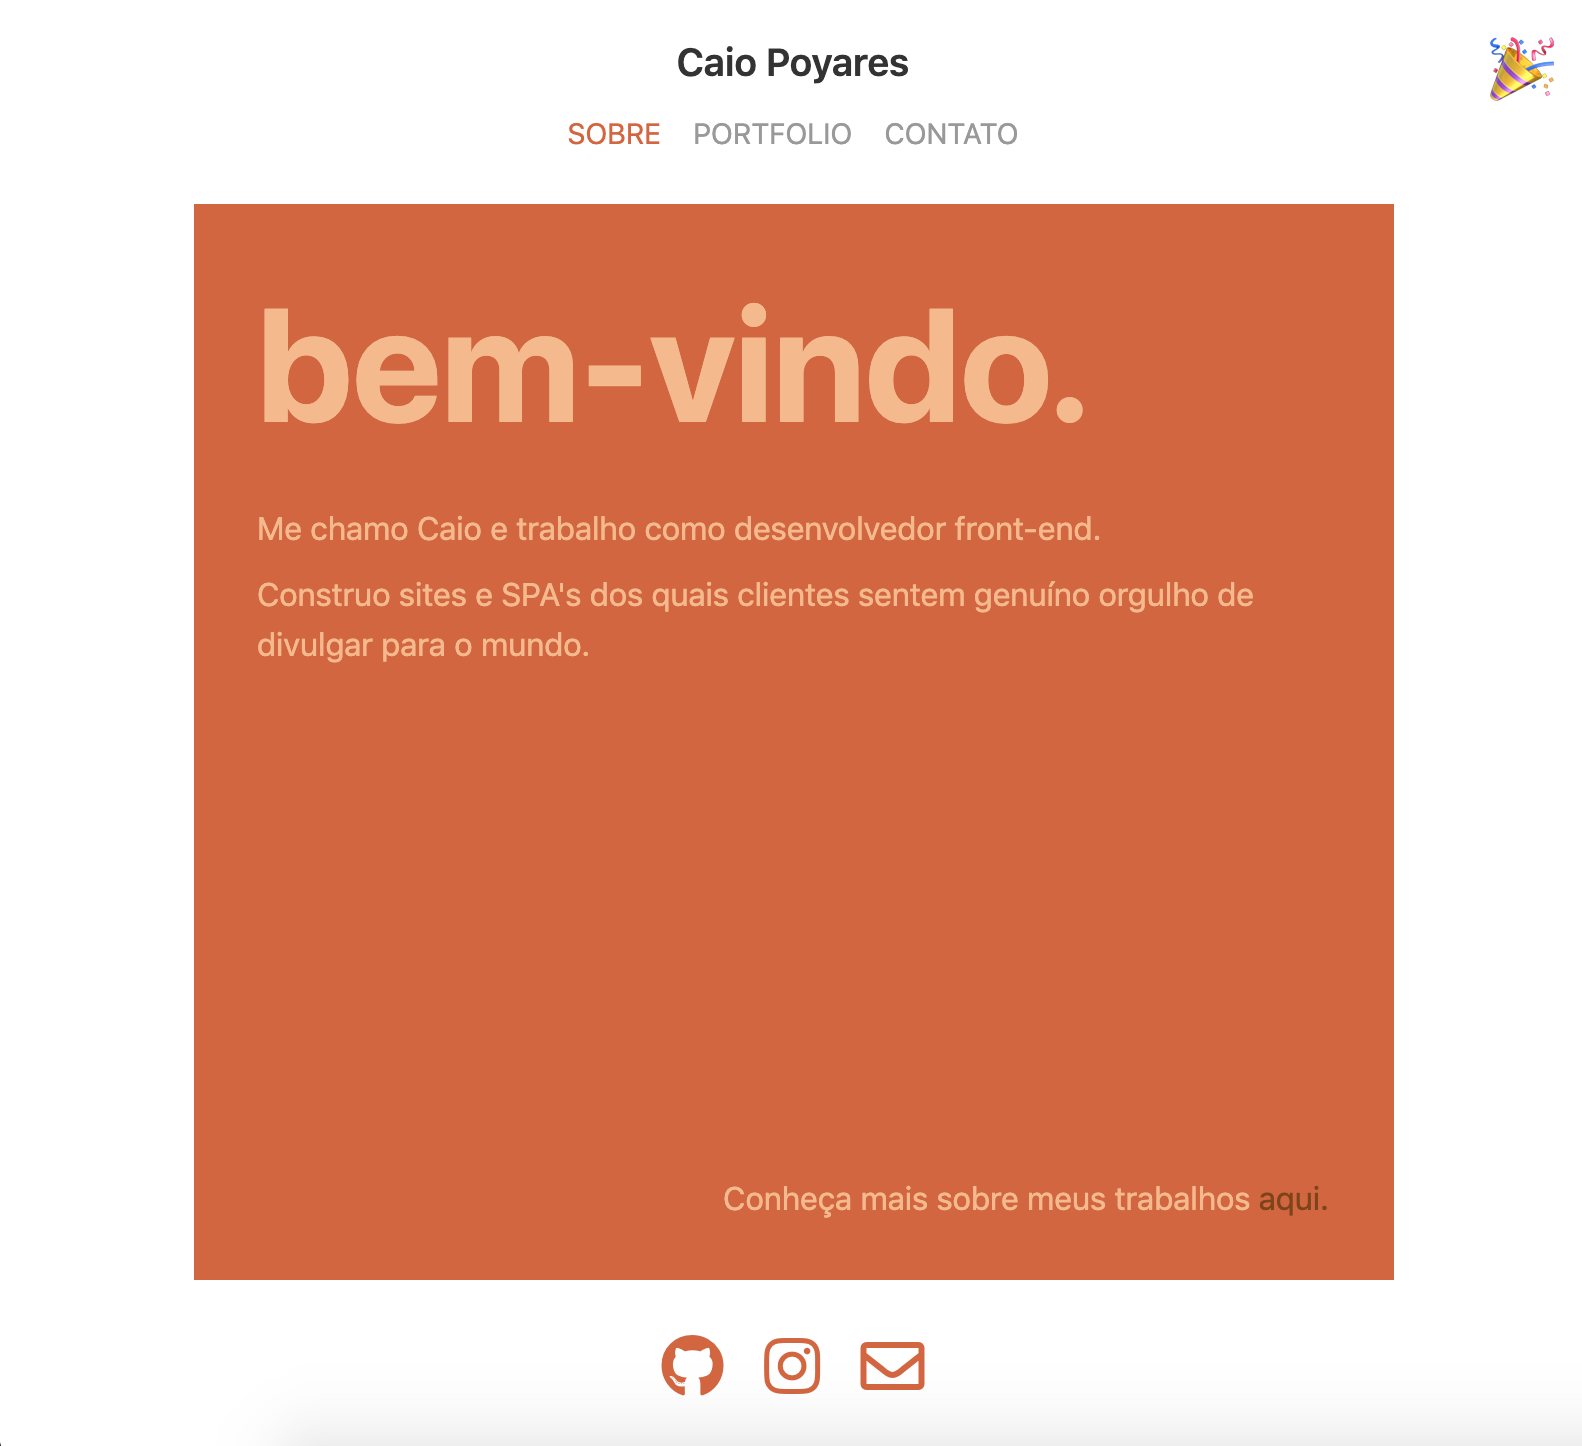 Caio Poyares
SOBRE PORTFOLIO CONTATO
bem-vindo.
Me chamo Caio e trabalho como desenvolvedor front-end.
Construo sites e SPA's dos quais clientes sentem genuíno orgulho de
divulgar para o mundo.
Conheça mais sobre meus trabalhos aqui.